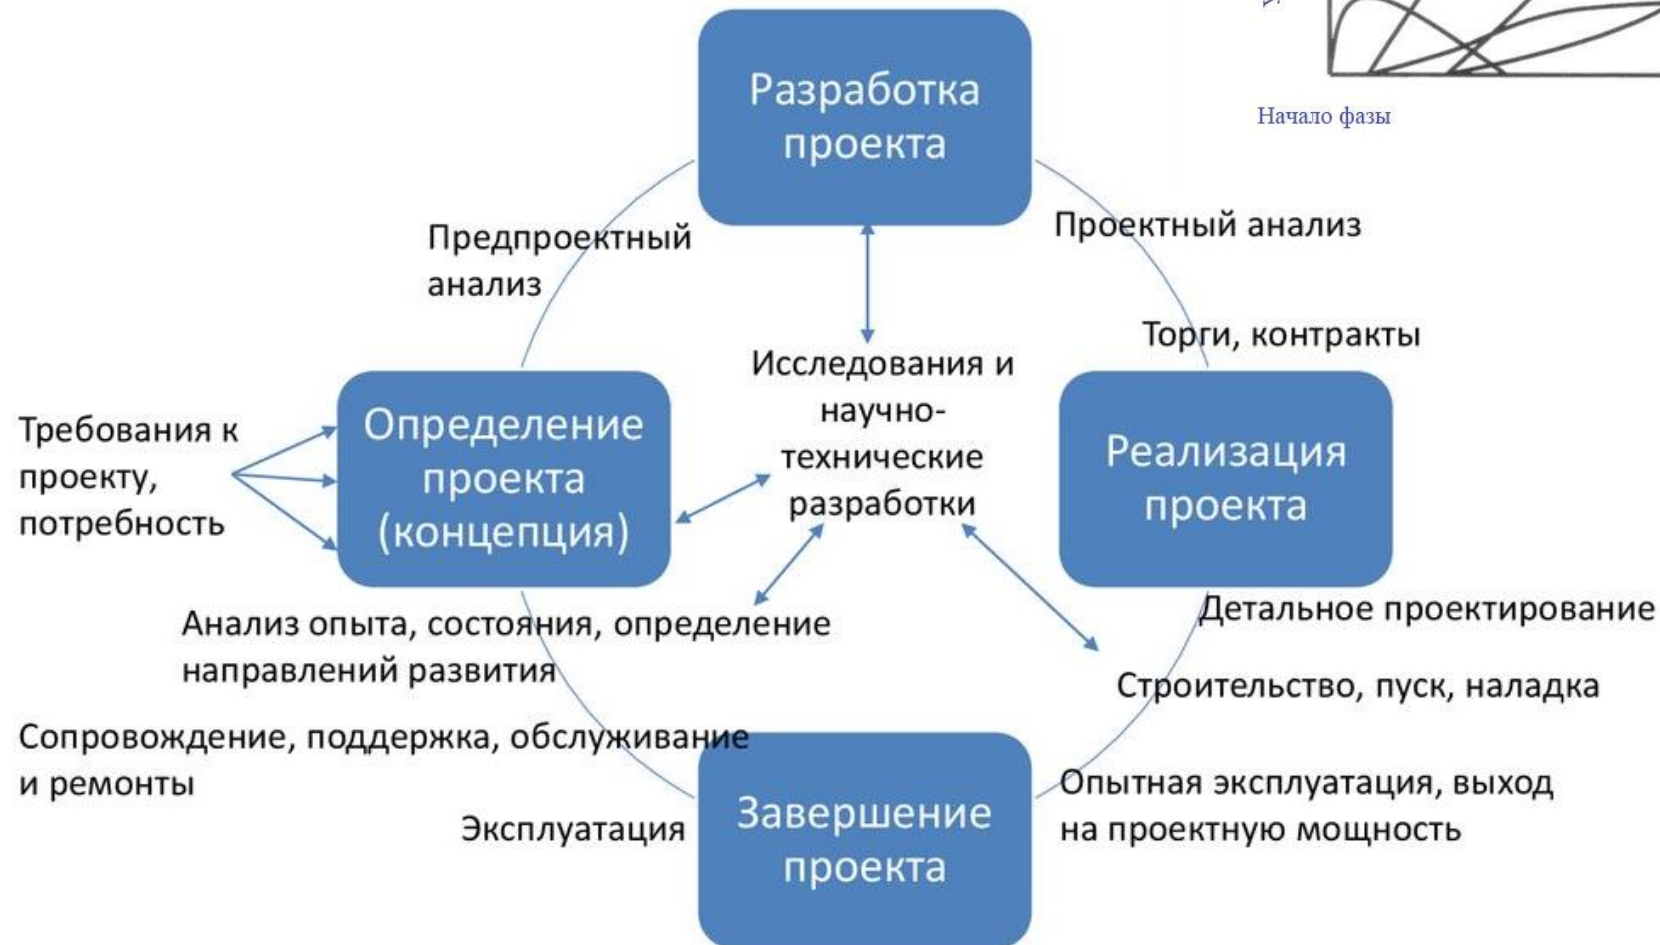 Начало фазы
Разработка
проекта
Предпроектный
анализ
Проектный анализ
Торги, контракты
Исследования и
научно-
технические
разработки
Требования к
проекту,
потребность
Определение
проекта
(концепция)
Реализация
проекта
Анализ опыта, состояния, определение
направлений развития
Детальное проектирование
Строительство, пуск, наладка
Сопровождение, поддержка, обслуживание
и ремонты
Эксплуатация
Завершение
проекта
Опытная эксплуатация, выход
на проектную мощность